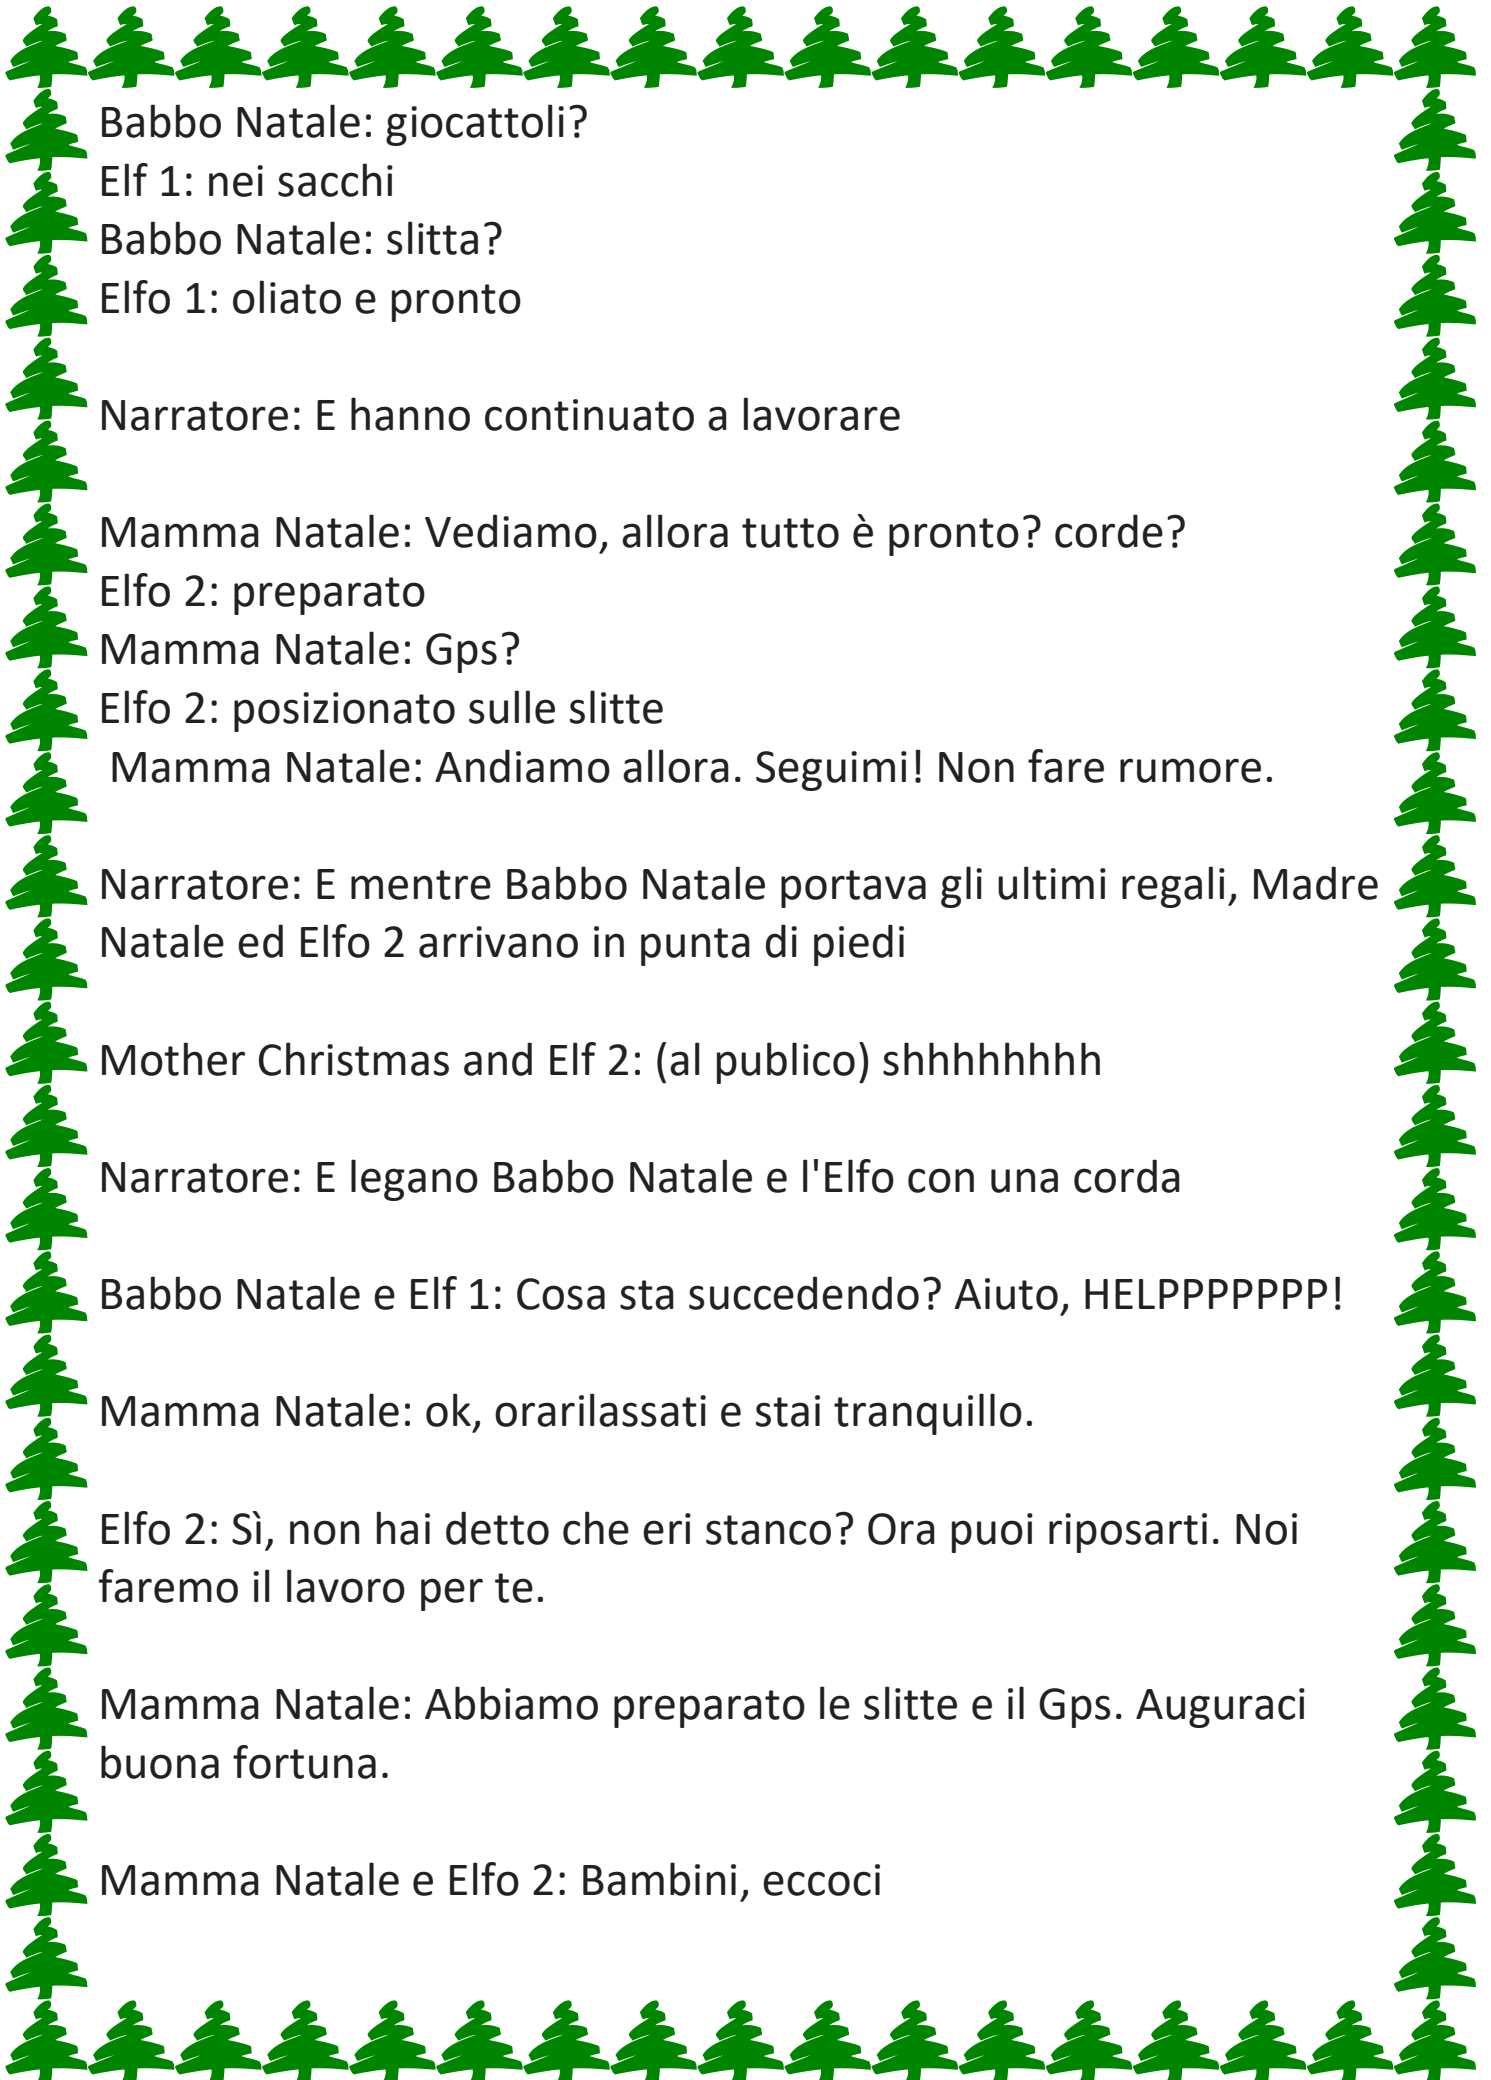 Babbo Natale: giocattoli?
Elf 1: nei sacchi
Babbo Natale: slitta?
Elfo 1: oliato e pronto
Narratore: E hanno continuato a lavorare
Mamma Natale: Vediamo, allora tutto è pronto? corde?
Elfo 2: preparato
Mamma Natale: Gps?
Elfo 2: posizionato sulle slitte
Mamma Natale: Andiamo allora. Seguimi! Non fare rumore.
Narratore: E mentre Babbo Natale portava gli ultimi regali, Madre
Natale ed Elfo 2 arrivano in punta di piedi
Mother Christmas and Elf 2: (al publico) shhhhhhhh
Narratore: E legano Babbo Natale e l'Elfo con una corda
Babbo Natale e Elf 1: Cosa sta succedendo? Aiuto, HELPPPPPPP!
Mamma Natale: ok, orarilassati e stai tranquillo.
Elfo 2: Sì, non hai detto che eri stanco? Ora puoi riposarti. Noi
faremo il lavoro per te.
Mamma Natale: Abbiamo preparato le slitte e il Gps. Auguraci
buona fortuna.
Mamma Natale e Elfo 2: Bambini, eccoci